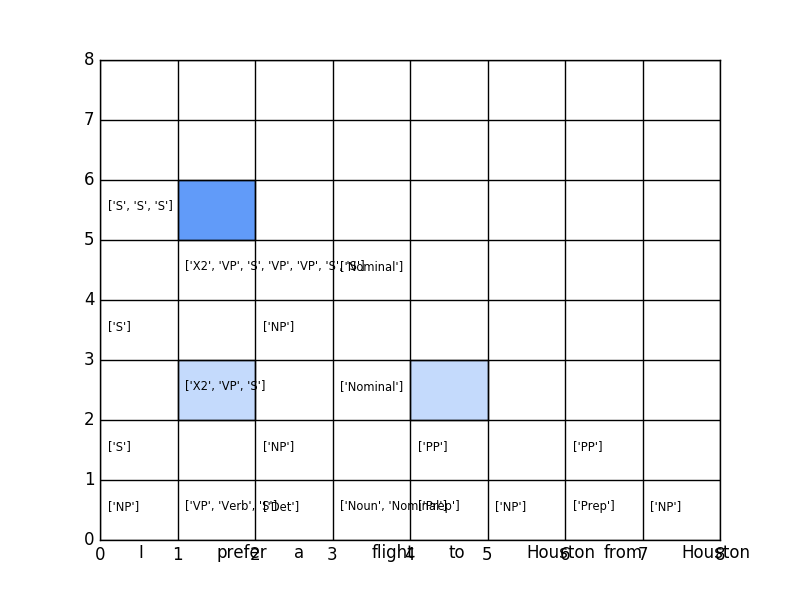 8
7
6
['S', 'S', 'S']
5
['X2', 'VP', 'S', 'VP', 'VP', 'S', 'S'] ['Nominal']
4
['S'] ['NP']
3
['X2', 'VP', 'S'] ['Nominal']
2
['S'] ['NP'] ['PP'] ['PP']
1
['NP'] ['VP', 'Verb', 'S'] ['Det'] ['Noun', 'Nominal'] ['Prep'] ['NP'] ['Prep'] ['NP']
0
0 1 2 3 4 5 6 7 8
I prefer a flight to Houston from Houston